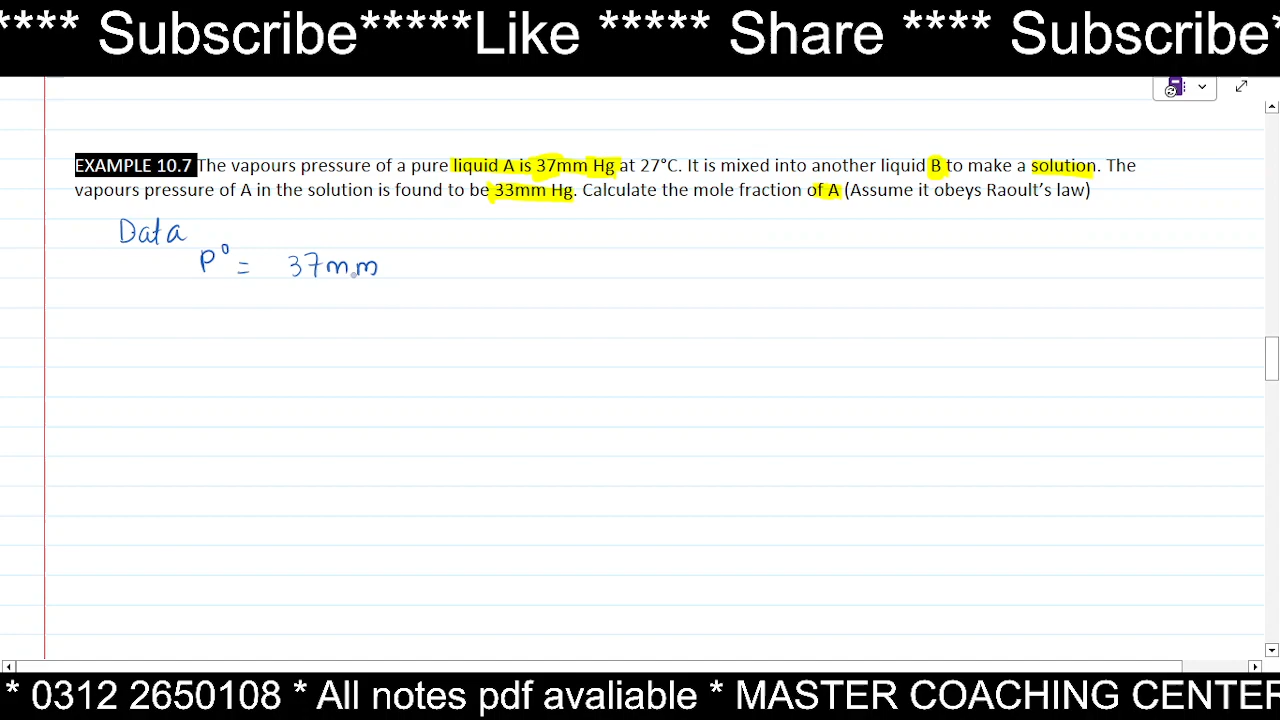 **** Subscribe*****Like ***** Share **** Subscribe*
EXAMPLE 10.7 The vapours pressure of a pure liquid A is 37mm Hg at 27°C. It is mixed into another liquid B to make a solution. The
vapours pressure of A in the solution is found to be 33mm Hg. Calculate the mole fraction of A (Assume it obeys Raoult’s law)
Data
P° = 37mm
* 0312 2650108 * All notes pdf avaliable * MASTER COACHING CENTER